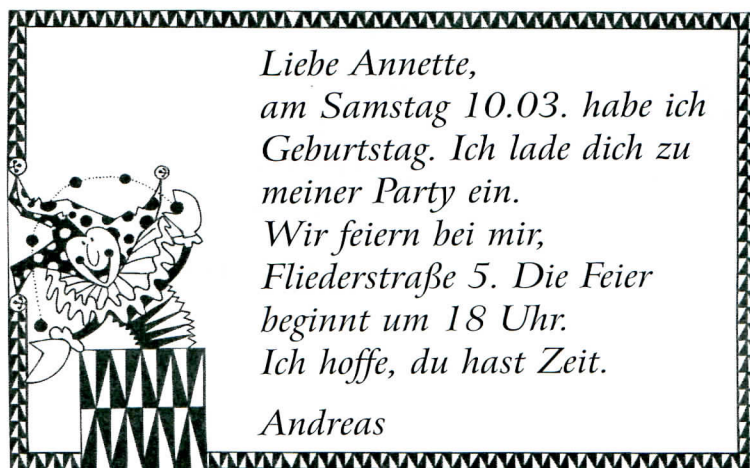 Liebe Annette,
am Samstag 10.03. habe ich
Geburtstag. Ich lade dich zu
meiner Party ein.
Wir feiern bei mir,
Fliederstraße 5. Die Feier
beginnt um 18 Uhr.
Ich hoffe, du hast Zeit.
Andreas